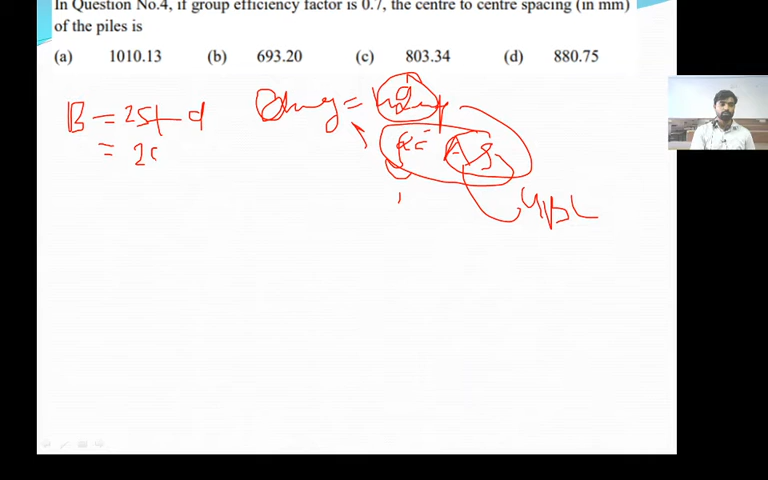 In Question No.4, if group efficiency factor is 0.7, the centre to centre spacing (in mm)
of the piles is
(a) 1010.13 (b) 693.20 (c) 803.34 (d) 880.75
B = 2S + d
= 2
4BL